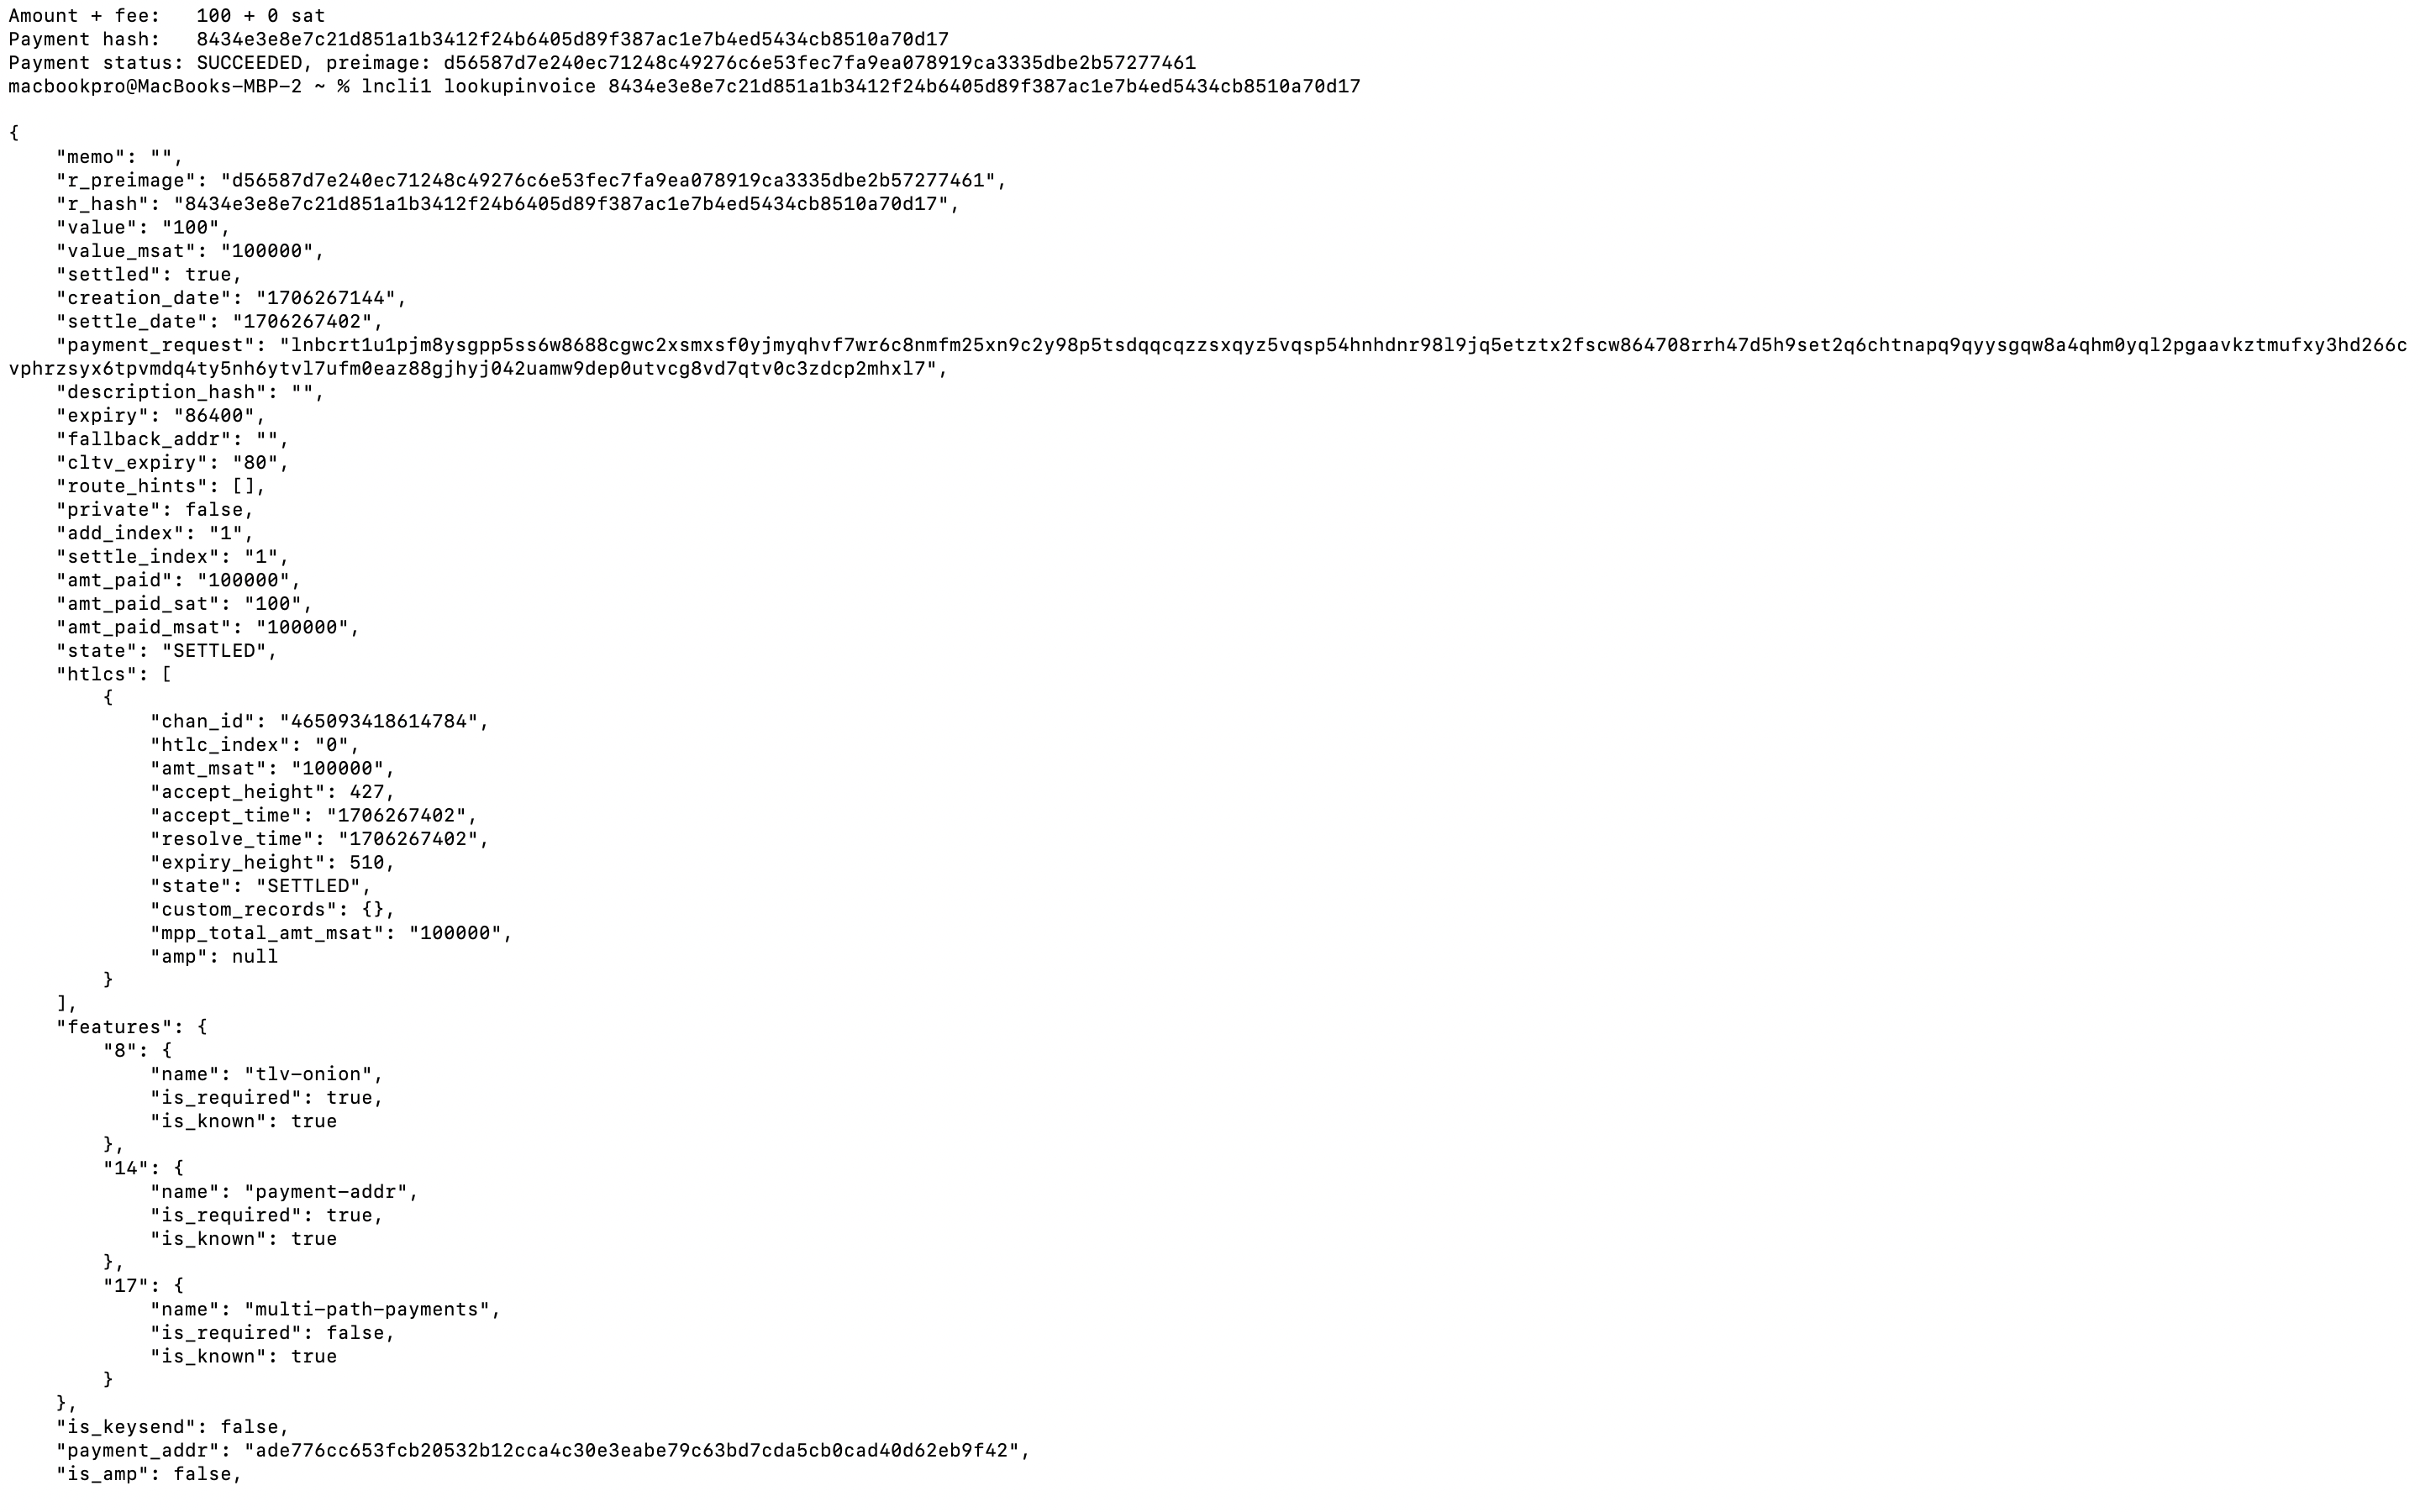 Amount + fee:   100 + 0 sat
Payment hash:   8434e3e8e7c21d851a1b3412f24b6405d89f387ac1e7b4ed5434cb8510a70d17
Payment status: SUCCEEDED, preimage: d56587d7e240ec71248c49276c6e53fec7fa9ea078919ca3335dbe2b57277461
macbookpro@MacBooks-MBP-2 ~ % lncli1 lookupinvoice 8434e3e8e7c21d851a1b3412f24b6405d89f387ac1e7b4ed5434cb8510a70d17
{
    "memo": "",
    "r_preimage": "d56587d7e240ec71248c49276c6e53fec7fa9ea078919ca3335dbe2b57277461",
    "r_hash": "8434e3e8e7c21d851a1b3412f24b6405d89f387ac1e7b4ed5434cb8510a70d17",
    "value": "100",
    "value_msat": "100000",
    "settled": true,
    "creation_date": "1706267144",
    "settle_date": "1706267402",
    "payment_request": "lnbcrt1u1pjm8ysgpp5ss6w8688cgwc2xsmxsf0yjmyqhvf7wr6c8nmfm25xn9c2y98p5tsdqqcqzzsxqyz5vqsp54hnhdnr98l9jq5etztx2fscw864708rrh47d5h9set2q6chtnapq9qyysgqw8a4qhm0yql2pgaavkztmufxy3hd266c
vphrzsyx6tpvmdq4ty5nh6ytvl7ufm0eaz88gjhyj042uamw9dep0utvcg8vd7qtv0c3zdcp2mhxl7",
    "description_hash": "",
    "expiry": "86400",
    "fallback_addr": "",
    "cltv_expiry": "80",
    "route_hints": [],
    "private": false,
    "add_index": "1",
    "settle_index": "1",
    "amt_paid": "100000",
    "amt_paid_sat": "100",
    "amt_paid_msat": "100000",
    "state": "SETTLED",
    "htlcs": [
        {
            "chan_id": "465093418614784",
            "htlc_index": "0",
            "amt_msat": "100000",
            "accept_height": 427,
            "accept_time": "1706267402",
            "resolve_time": "1706267402",
            "expiry_height": 510,
            "state": "SETTLED",
            "custom_records": {},
            "mpp_total_amt_msat": "100000",
            "amp": null
        }
    ],
    "features": {
        "8": {
            "name": "tlv-onion",
            "is_required": true,
            "is_known": true
        },
        "14": {
            "name": "payment-addr",
            "is_required": true,
            "is_known": true
        },
        "17": {
            "name": "multi-path-payments",
            "is_required": false,
            "is_known": true
        }
    },
    "is_keysend": false,
    "payment_addr": "ade776cc653fcb20532b12cca4c30e3eabe79c63bd7cda5cb0cad40d62eb9f42",
    "is_amp": false,